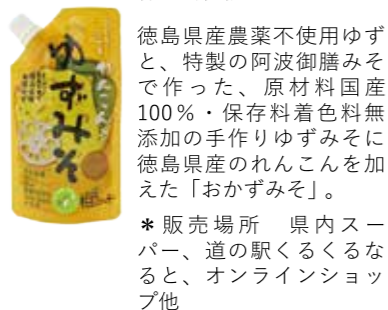 ゆずみそ
徳島県産農薬不使用ゆず
と、特製の阿波御膳みそ
で作った、原材料国産
100％・保存料着色料無
添加の手作りゆずみそに
徳島県産のれんこんを加
えた「おかずみそ」。
＊販売場所　県内スー
パー、道の駅くるくるな
ると、オンラインショッ
プ他